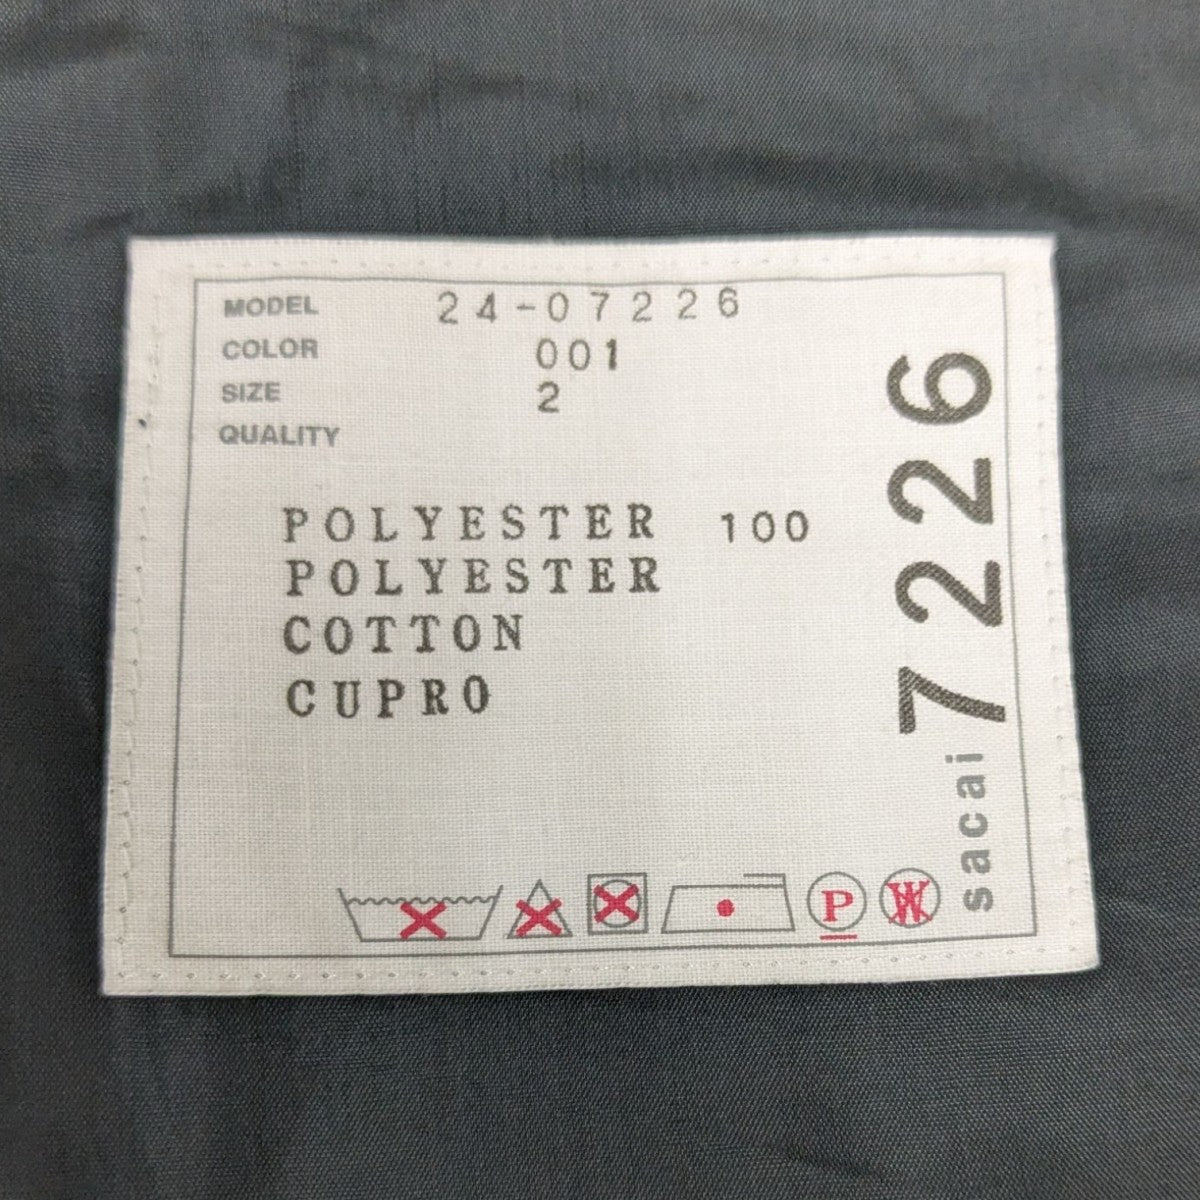 MODEL 24-07226
COLOR 001
SIZE 2
QUALITY
POLYESTER 100
POLYESTER
COTTON
CUPRO
P
W
sacai 7226